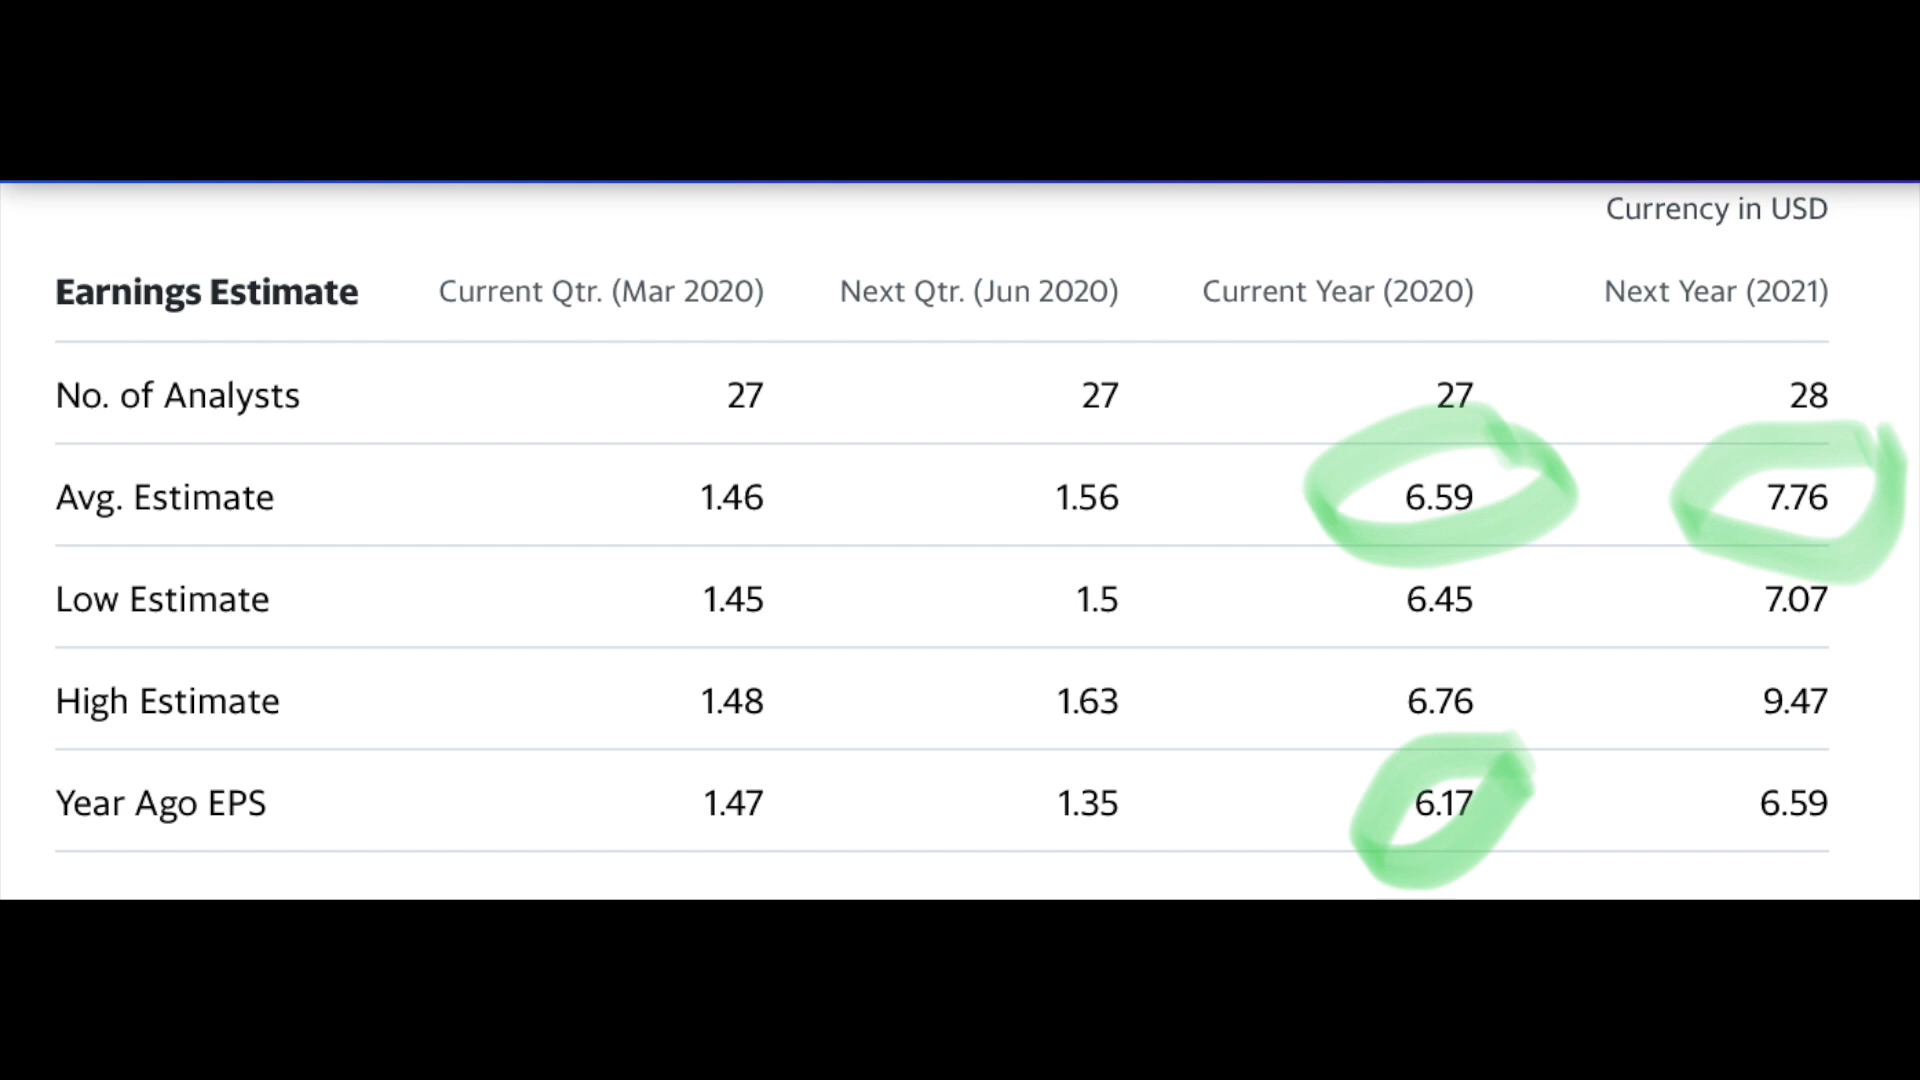 Currency in USD
Earnings Estimate Current Qtr. (Mar 2020) Next Qtr. (Jun 2020) Current Year (2020) Next Year (2021)
No. of Analysts 27 27 27 28
Avg. Estimate 1.46 1.56 6.59 7.76
Low Estimate 1.45 1.5 6.45 7.07
High Estimate 1.48 1.63 6.76 9.47
Year Ago EPS 1.47 1.35 6.17 6.59